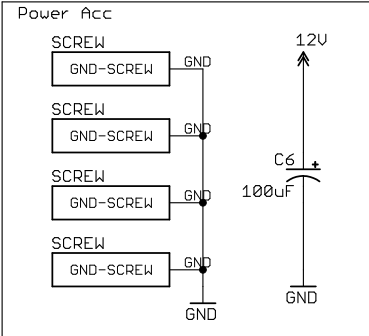 Power Acc
SCREW
GND-SCREW
GND
SCREW
GND-SCREW
GND
SCREW
GND-SCREW
GND
SCREW
GND-SCREW
GND
GND
12V
C6
+
100uF
GND